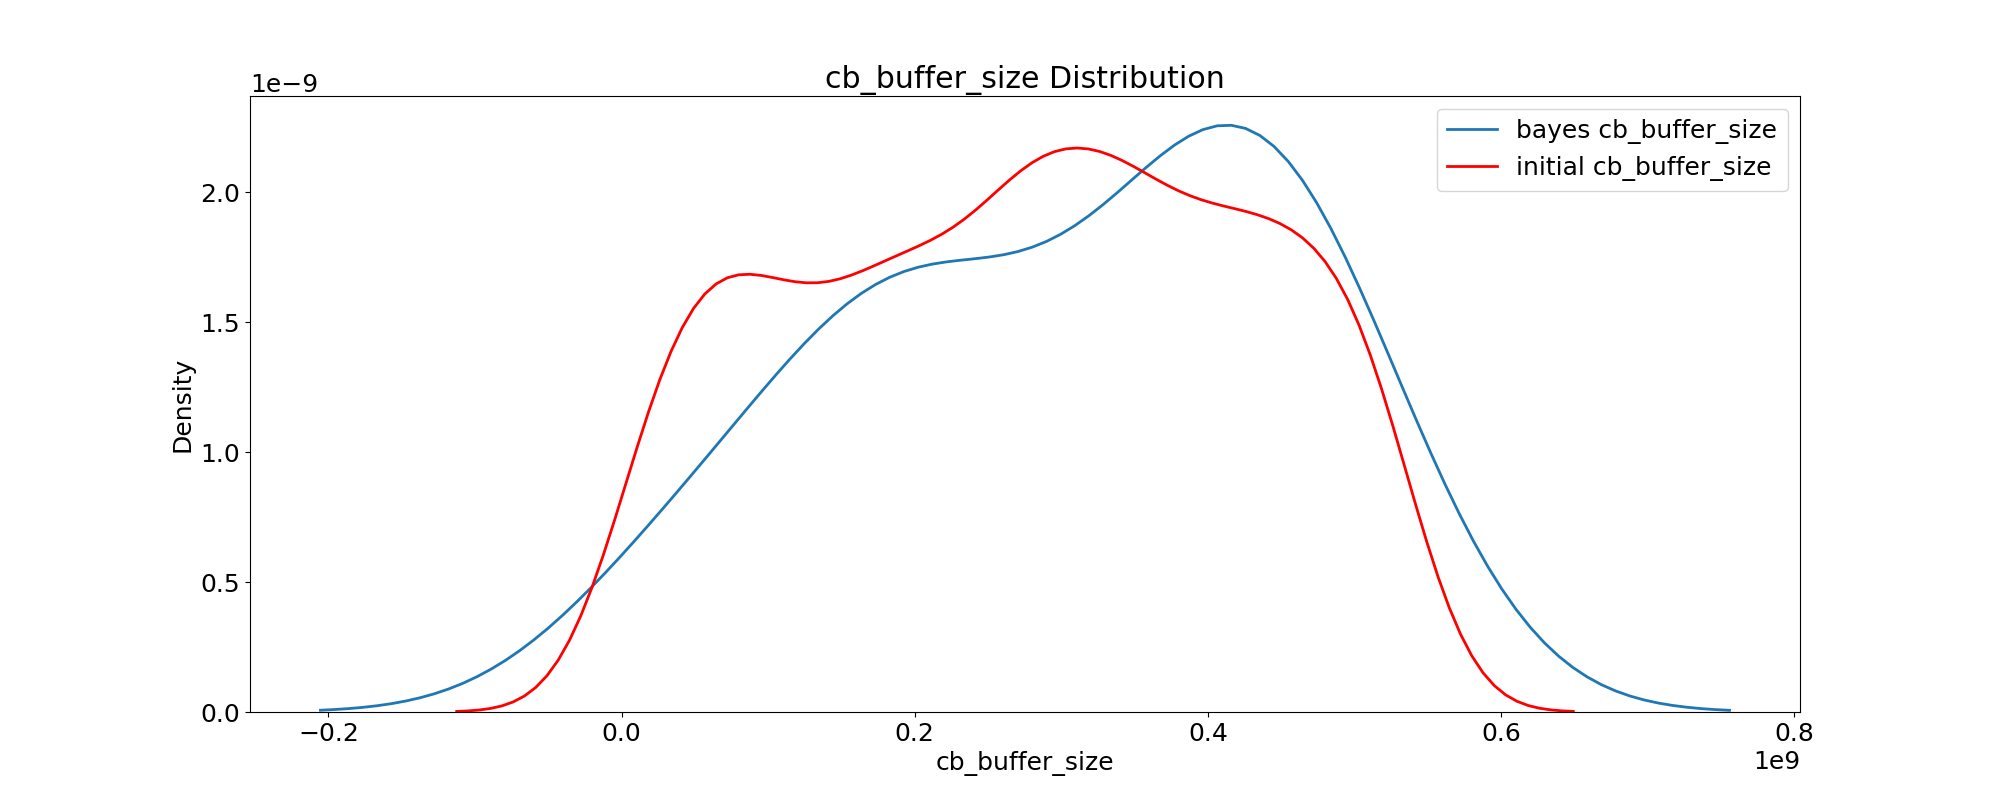 cb_buffer_size Distribution
1e−9
bayes cb_buffer_size
initial cb_buffer_size
2.0
1.5
1.0
0.5
0.0
Density
−0.2
0.0
0.2
0.4
0.6
0.8
cb_buffer_size
1e9